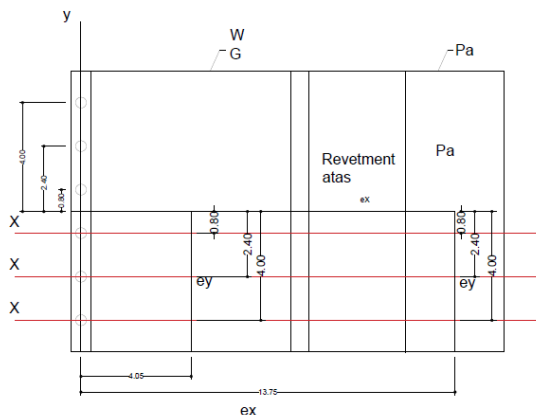 y
W
G
Pa
4.00
2.40
0.80
Revetment
atas
Pa
eX
X
0.80
2.40
4.00
0.80
2.40
4.00
X
ey
ey
X
4.05
13.75
ex